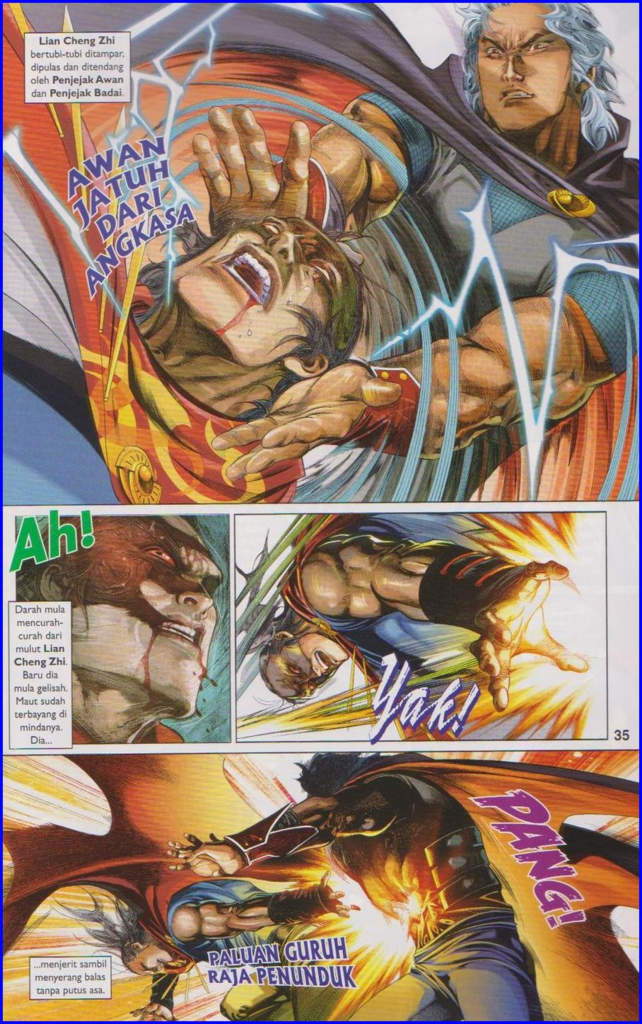 Lian Cheng Zhi
bertubi-tubi ditampar,
dipulas dan ditendang
oleh Penjejak Awan
dan Penjejak Badai.
AWAN
JATUH
DARI
ANGKASA
Ah!
Darah mula
mencurah-
curah dari
mulut Lian
Cheng Zhi.
Baru dia
mula gelisah.
Maut sudah
terbayang di
mindanya.
Dia...
Yak!
35
PANG!
PALUAN GURUH
RAJA PENUNDUK
...menjerit sambil
menyerang balas
tanpa putus asa.